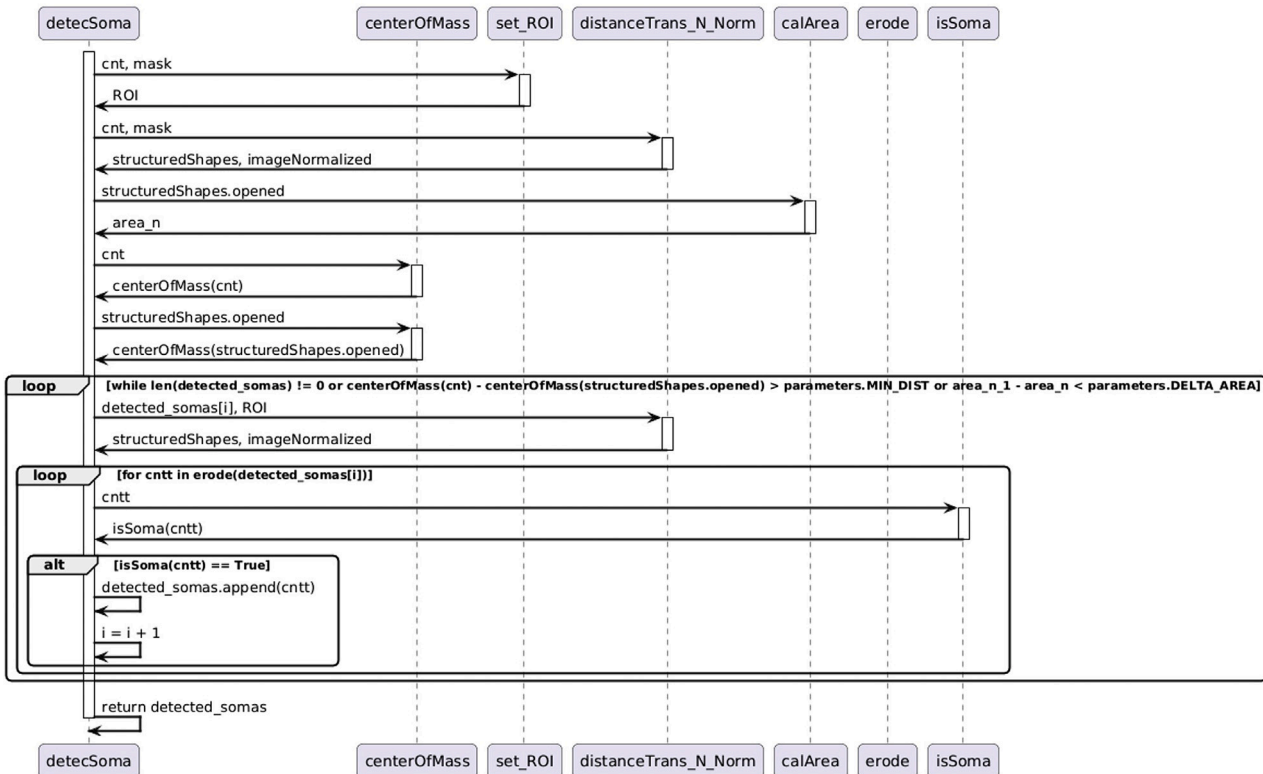 detecSoma centerOfMass set_ROI distanceTrans_N_Norm calArea erode isSoma
cnt, mask
ROI
cnt, mask
structuredShapes, imageNormalized
structuredShapes.opened
area_n
cnt
centerOfMass(cnt)
structuredShapes.opened
centerOfMass(structuredShapes.opened)
loop [while len(detected_somas) != 0 or centerOfMass(cnt) - centerOfMass(structuredShapes.opened) > parameters.MIN_DIST or area_n_1 - area_n < parameters.DELTA_AREA]
detected_somas[i], ROI
structuredShapes, imageNormalized
loop [for cntt in erode(detected_somas[i])]
cntt
isSoma(cntt)
alt [isSoma(cntt) == True]
detected_somas.append(cntt)
i = i + 1
return detected_somas
detecSoma centerOfMass set_ROI distanceTrans_N_Norm calArea erode isSoma